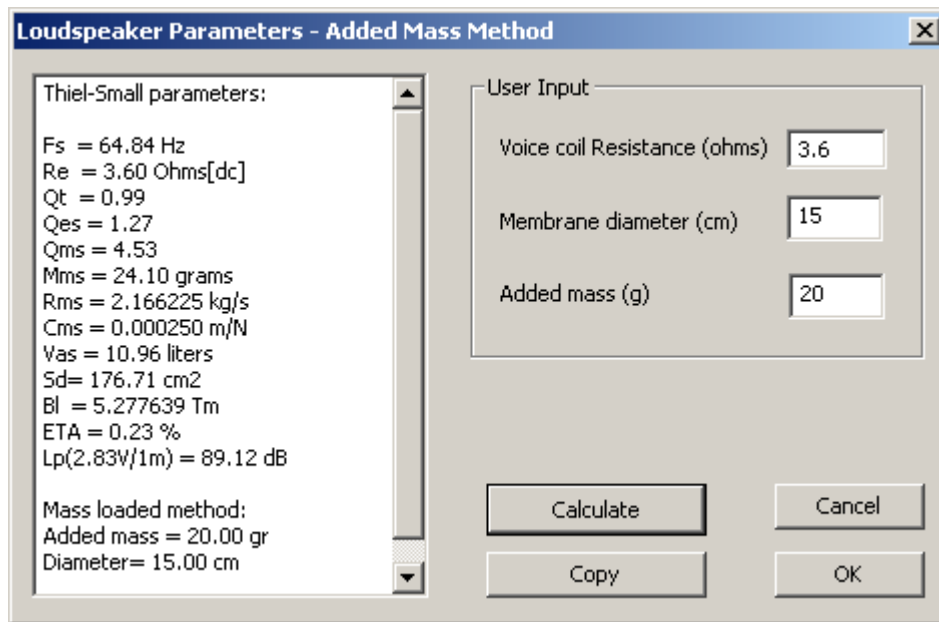 Loudspeaker Parameters - Added Mass Method
Thiel-Small parameters:
Fs = 64.84 Hz
Re = 3.60 Ohms[dc]
Qt = 0.99
Qes = 1.27
Qms = 4.53
Mms = 24.10 grams
Rms = 2.166225 kg/s
Cms = 0.000250 m/N
Vas = 10.96 liters
Sd= 176.71 cm2
Bl = 5.277639 Tm
ETA = 0.23 %
Lp(2.83V/1m) = 89.12 dB
Mass loaded method:
Added mass = 20.00 gr
Diameter= 15.00 cm
User Input
Voice coil Resistance (ohms) 3.6
Membrane diameter (cm) 15
Added mass (g) 20
Calculate Cancel
Copy OK